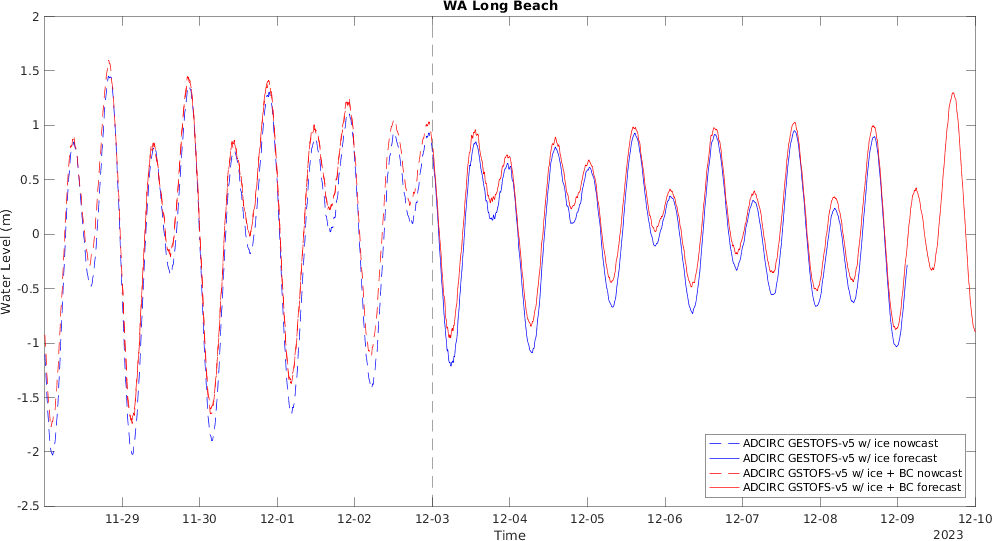 WA Long Beach
2
1.5
1
0.5
0
-0.5
-1
-1.5
-2
-2.5
Water Level (m)
ADCIRC GESTOFS-v5 w/ ice nowcast
ADCIRC GESTOFS-v5 w/ ice forecast
ADCIRC GSTOFS-v5 w/ ice + BC nowcast
ADCIRC GSTOFS-v5 w/ ice + BC forecast
11-29 11-30 12-01 12-02 12-03 12-04 12-05 12-06 12-07 12-08 12-09 12-10
Time
2023